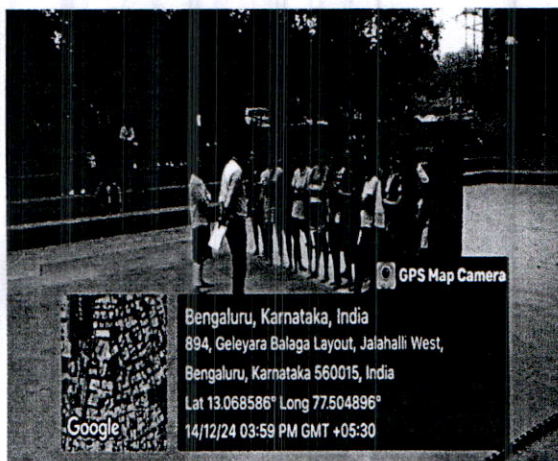 GPS Map Camera
Bengaluru, Karnataka, India
894, Geleyara Balaga Layout, Jalahalli West,
Bengaluru, Karnataka 560015, India
Lat 13.068586° Long 77.504896°
14/12/24 03:59 PM GMT +05:30
Google